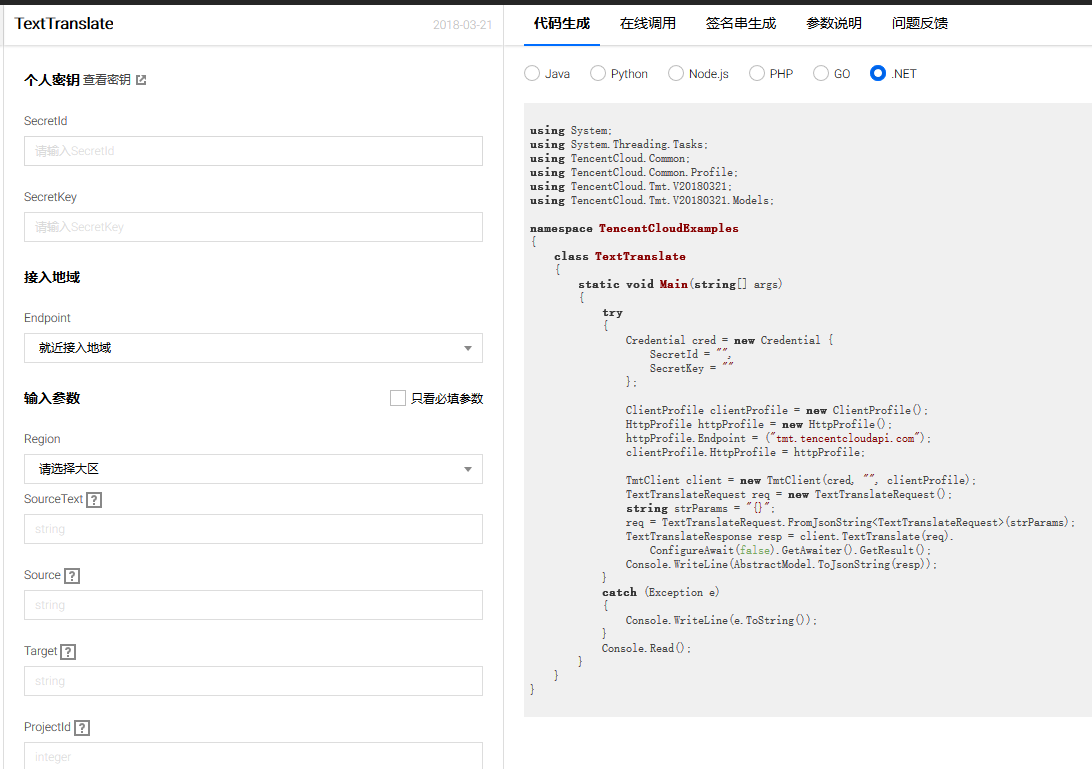 TextTranslate
2018-03-21
个人密钥 查看密钥
SecretId
请输入SecretId
SecretKey
请输入SecretKey
接入地域
Endpoint
就近接入地域
输入参数
只看必填参数
Region
请选择大区
SourceText ?
string
Source ?
string
Target ?
string
ProjectId ?
integer
代码生成 在线调用 签名串生成 参数说明 问题反馈
Java Python Node.js PHP GO .NET
using System;
using System.Threading.Tasks;
using TencentCloud.Common;
using TencentCloud.Common.Profile;
using TencentCloud.Tmt.V20180321;
using TencentCloud.Tmt.V20180321.Models;
namespace TencentCloudExamples
{
class TextTranslate
{
static void Main(string[] args)
{
try
{
Credential cred = new Credential {
SecretId = "",
SecretKey = ""
};
ClientProfile clientProfile = new ClientProfile();
HttpProfile httpProfile = new HttpProfile();
httpProfile.Endpoint = ("tmt.tencentcloudapi.com");
clientProfile.HttpProfile = httpProfile;
TmtClient client = new TmtClient(cred, "", clientProfile);
TextTranslateRequest req = new TextTranslateRequest();
string strParams = "{}";
req = TextTranslateRequest.FromJsonString<TextTranslateRequest>(strParams);
TextTranslateResponse resp = client.TextTranslate(req).
ConfigureAwait(false).GetAwaiter().GetResult();
Console.WriteLine(AbstractModel.ToJsonString(resp));
}
catch (Exception e)
{
Console.WriteLine(e.ToString());
}
Console.Read();
}
}
}